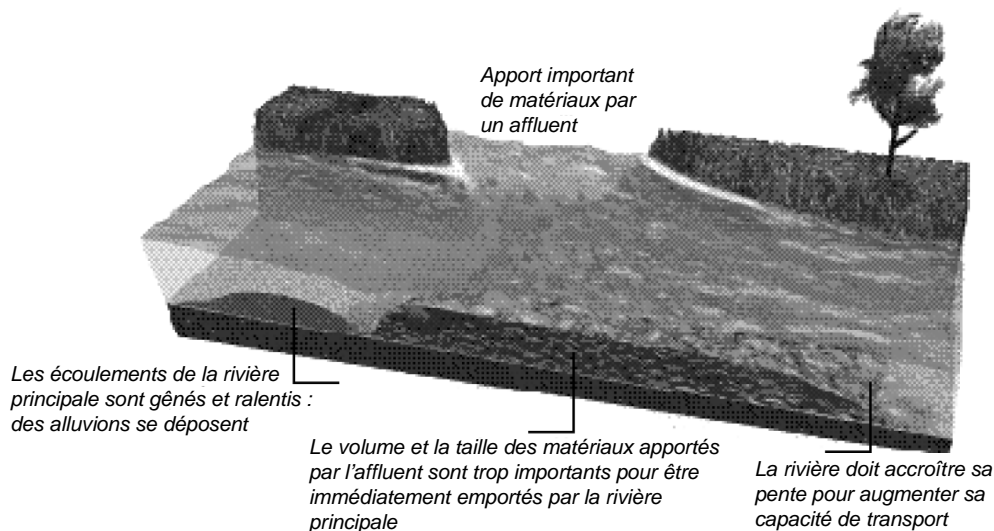 Apport important
de matériaux par
un affluent
Les écoulements de la rivière
principale sont gênés et ralentis :
des alluvions se déposent
Le volume et la taille des matériaux apportés
par l'affluent sont trop importants pour être
immédiatement emportés par la rivière
principale
La rivière doit accroître sa
pente pour augmenter sa
capacité de transport